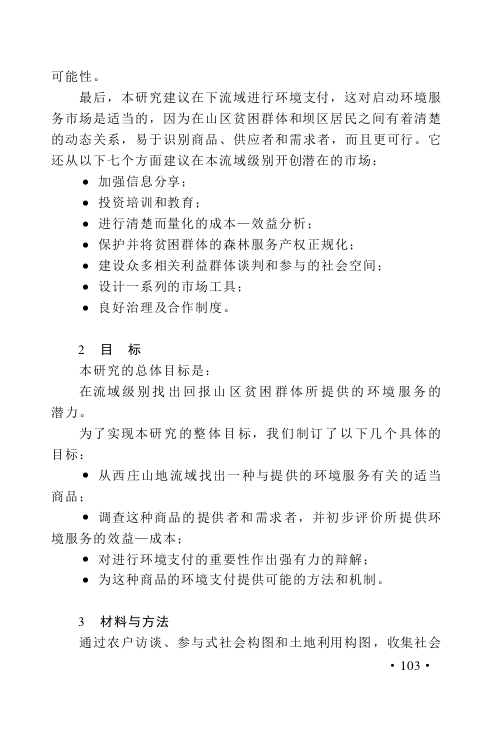 可能性。
最后，本研究建议在下流域进行环境支付，这对启动环境服
务市场是适当的，因为在山区贫困群体和坝区居民之间有着清楚
的动态关系，易于识别商品、供应者和需求者，而且更可行。它
还从以下七个方面建议在本流域级别开创潜在的市场：
● 加强信息分享；
● 投资培训和教育；
● 进行清楚而量化的成本—效益分析；
● 保护并将贫困群体的森林服务产权正规化；
● 建设众多相关利益群体谈判和参与的社会空间；
● 设计一系列的市场工具；
● 良好治理及合作制度。
2 目 标
本研究的总体目标是：
在流域级别找出回报山区贫困群体所提供的环境服务的
潜力。
为了实现本研究的整体目标，我们制订了以下几个具体的
目标：
● 从西庄山地流域找出一种与提供的环境服务有关的适当
商品；
● 调查这种商品的提供者和需求者，并初步评价所提供环
境服务的效益—成本；
● 对进行环境支付的重要性作出强有力的辩解；
● 为这种商品的环境支付提供可能的方法和机制。
3 材料与方法
通过农户访谈、参与式社会构图和土地利用构图，收集社会
·103·